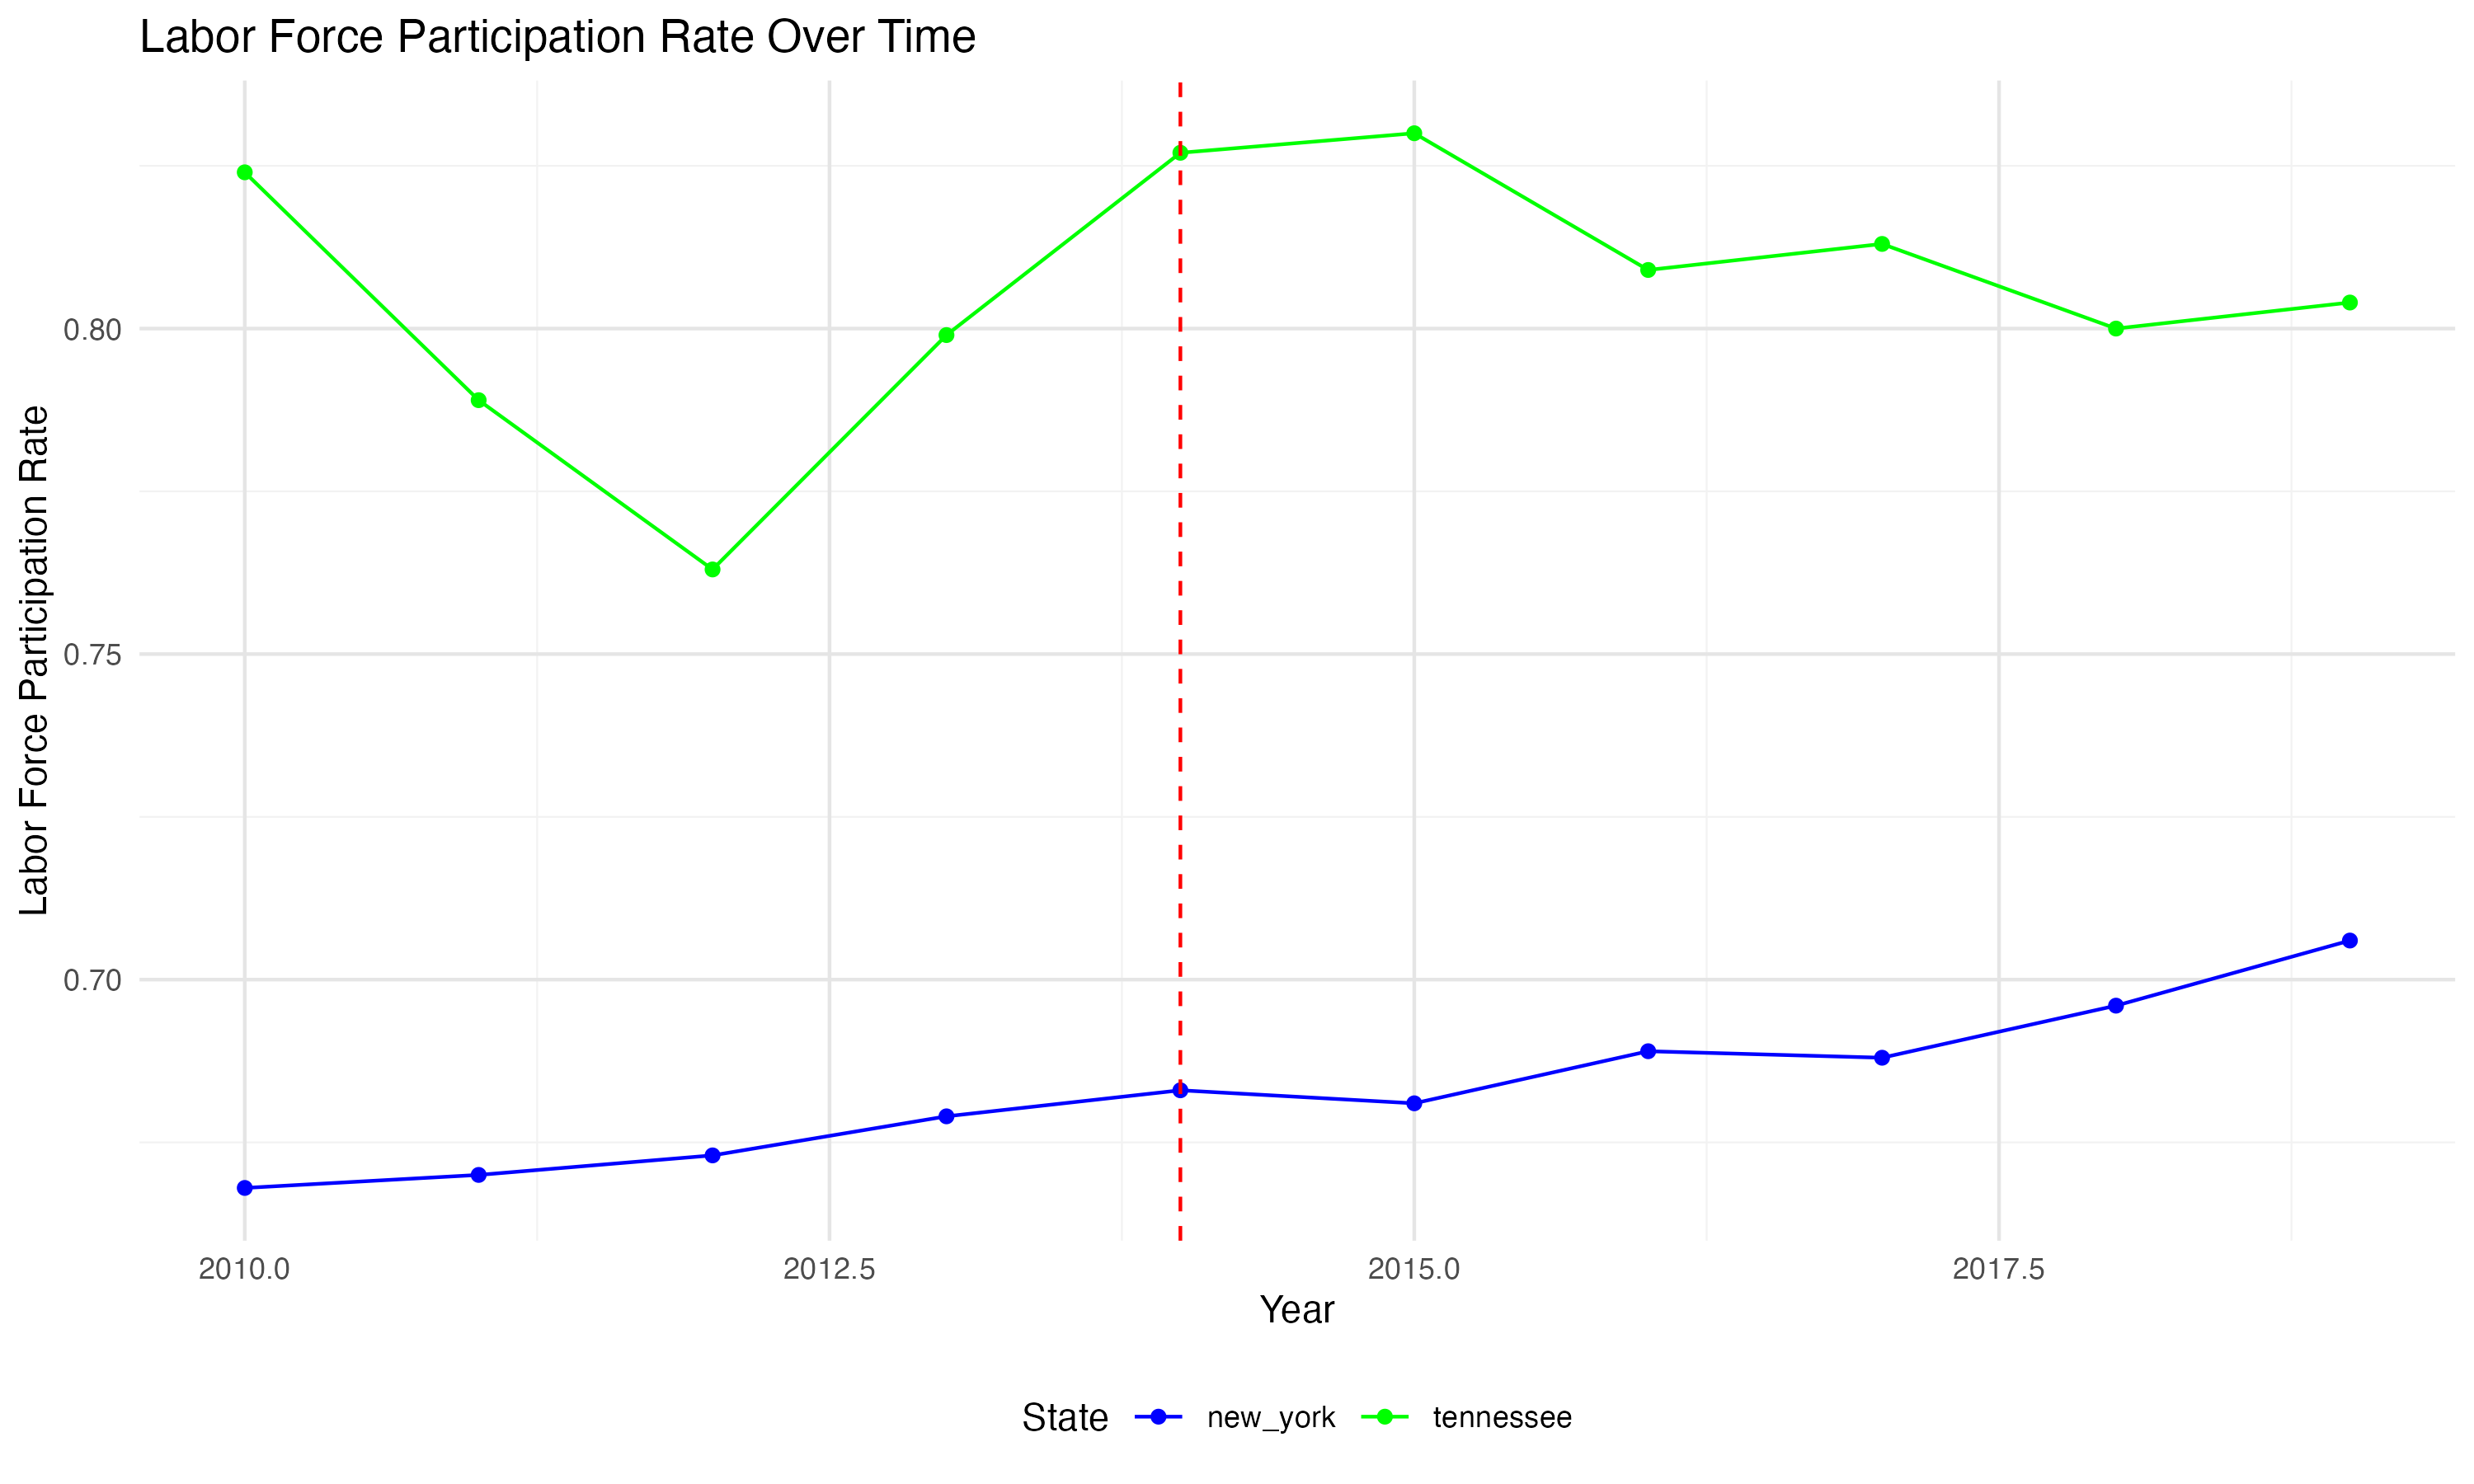 Labor Force Participation Rate Over Time
Labor Force Participation Rate
0.80
0.75
0.70
2010.0 2012.5 2015.0 2017.5
Year
State new_york tennessee